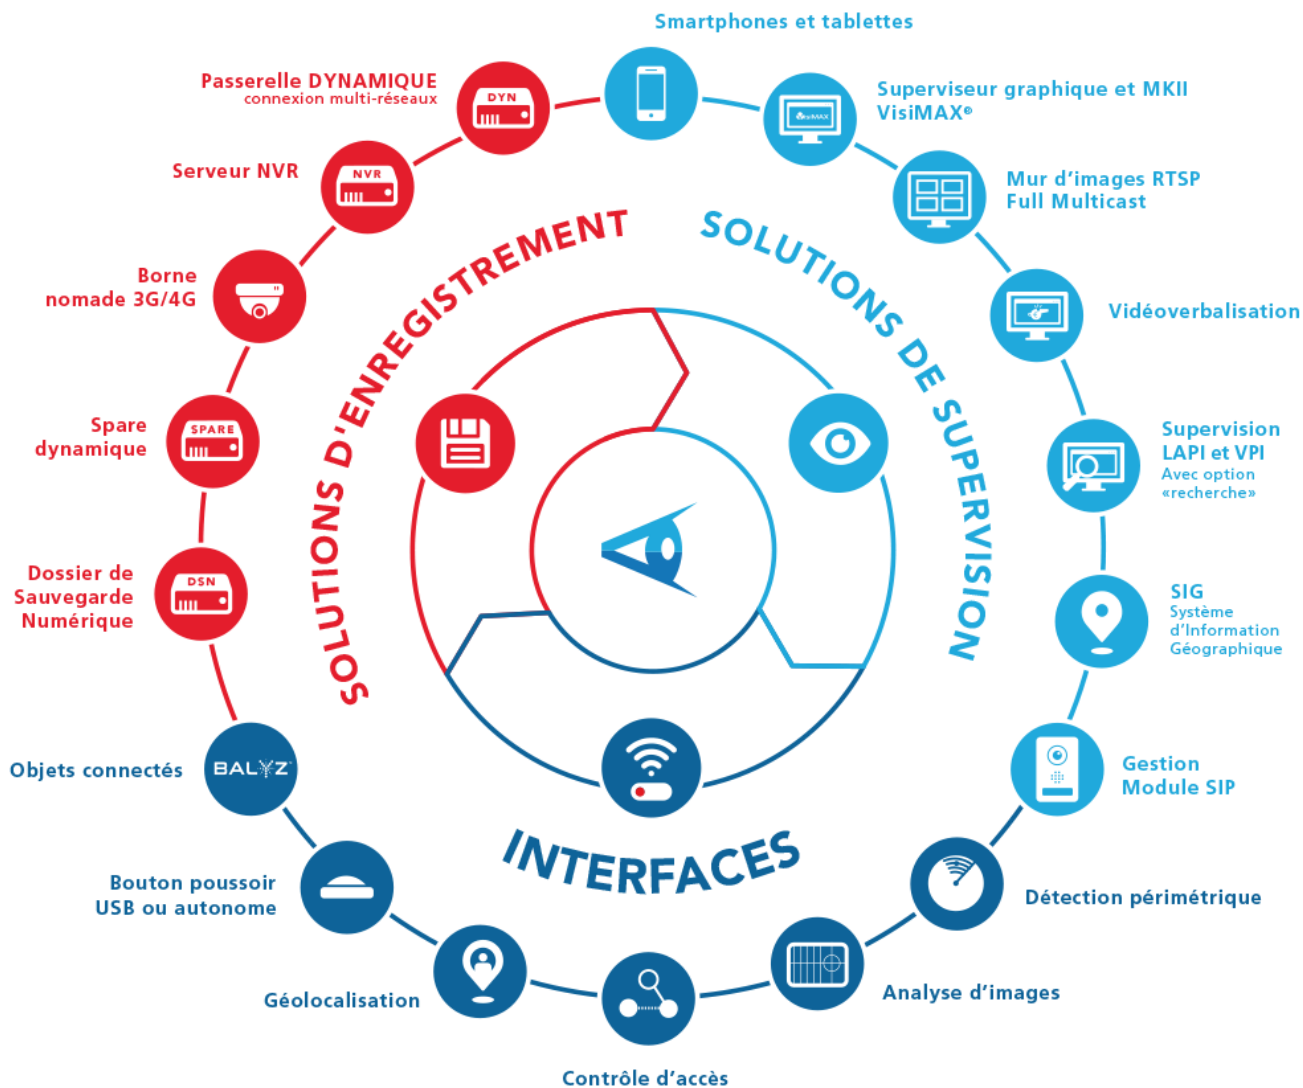 Smartphones et tablettes
Passerelle DYNAMIQUE
connexion multi-réseaux
DYN
Superviseur graphique et MKII
VisiMAX®
Serveur NVR
NVR
Mur d’images RTSP
Full Multicast
Borne
nomade 3G/4G
Vidéoverbalisation
Spare
dynamique
SPARE
Supervision
LAPI et VPI
Avec option
«recherche»
Dossier de
Sauvegarde
Numérique
DSN
SIG
Système
d’Information
Géographique
SOLUTIONS D'ENREGISTREMENT
SOLUTIONS DE SUPERVISION
INTERFACES
Objets connectés
BALYZ
Gestion
Module SIP
Bouton poussoir
USB ou autonome
Détection périmétrique
Géolocalisation
Analyse d’images
Contrôle d’accès